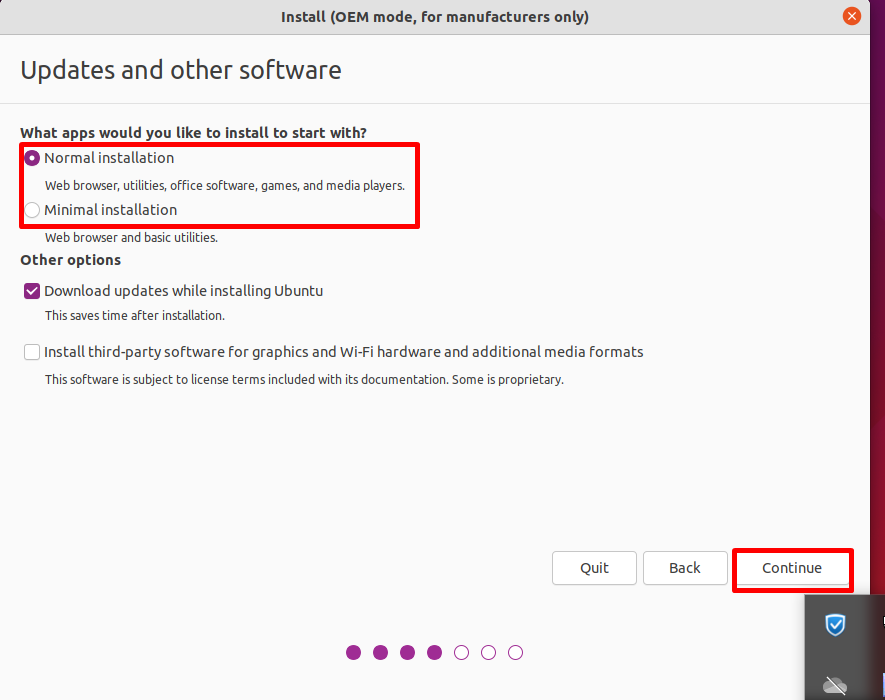 Install (OEM mode, for manufacturers only)
Updates and other software
What apps would you like to install to start with?
Normal installation
Web browser, utilities, office software, games, and media players.
Minimal installation
Web browser and basic utilities.
Other options
Download updates while installing Ubuntu
This saves time after installation.
Install third-party software for graphics and Wi-Fi hardware and additional media formats
This software is subject to license terms included with its documentation. Some is proprietary.
Quit Back Continue